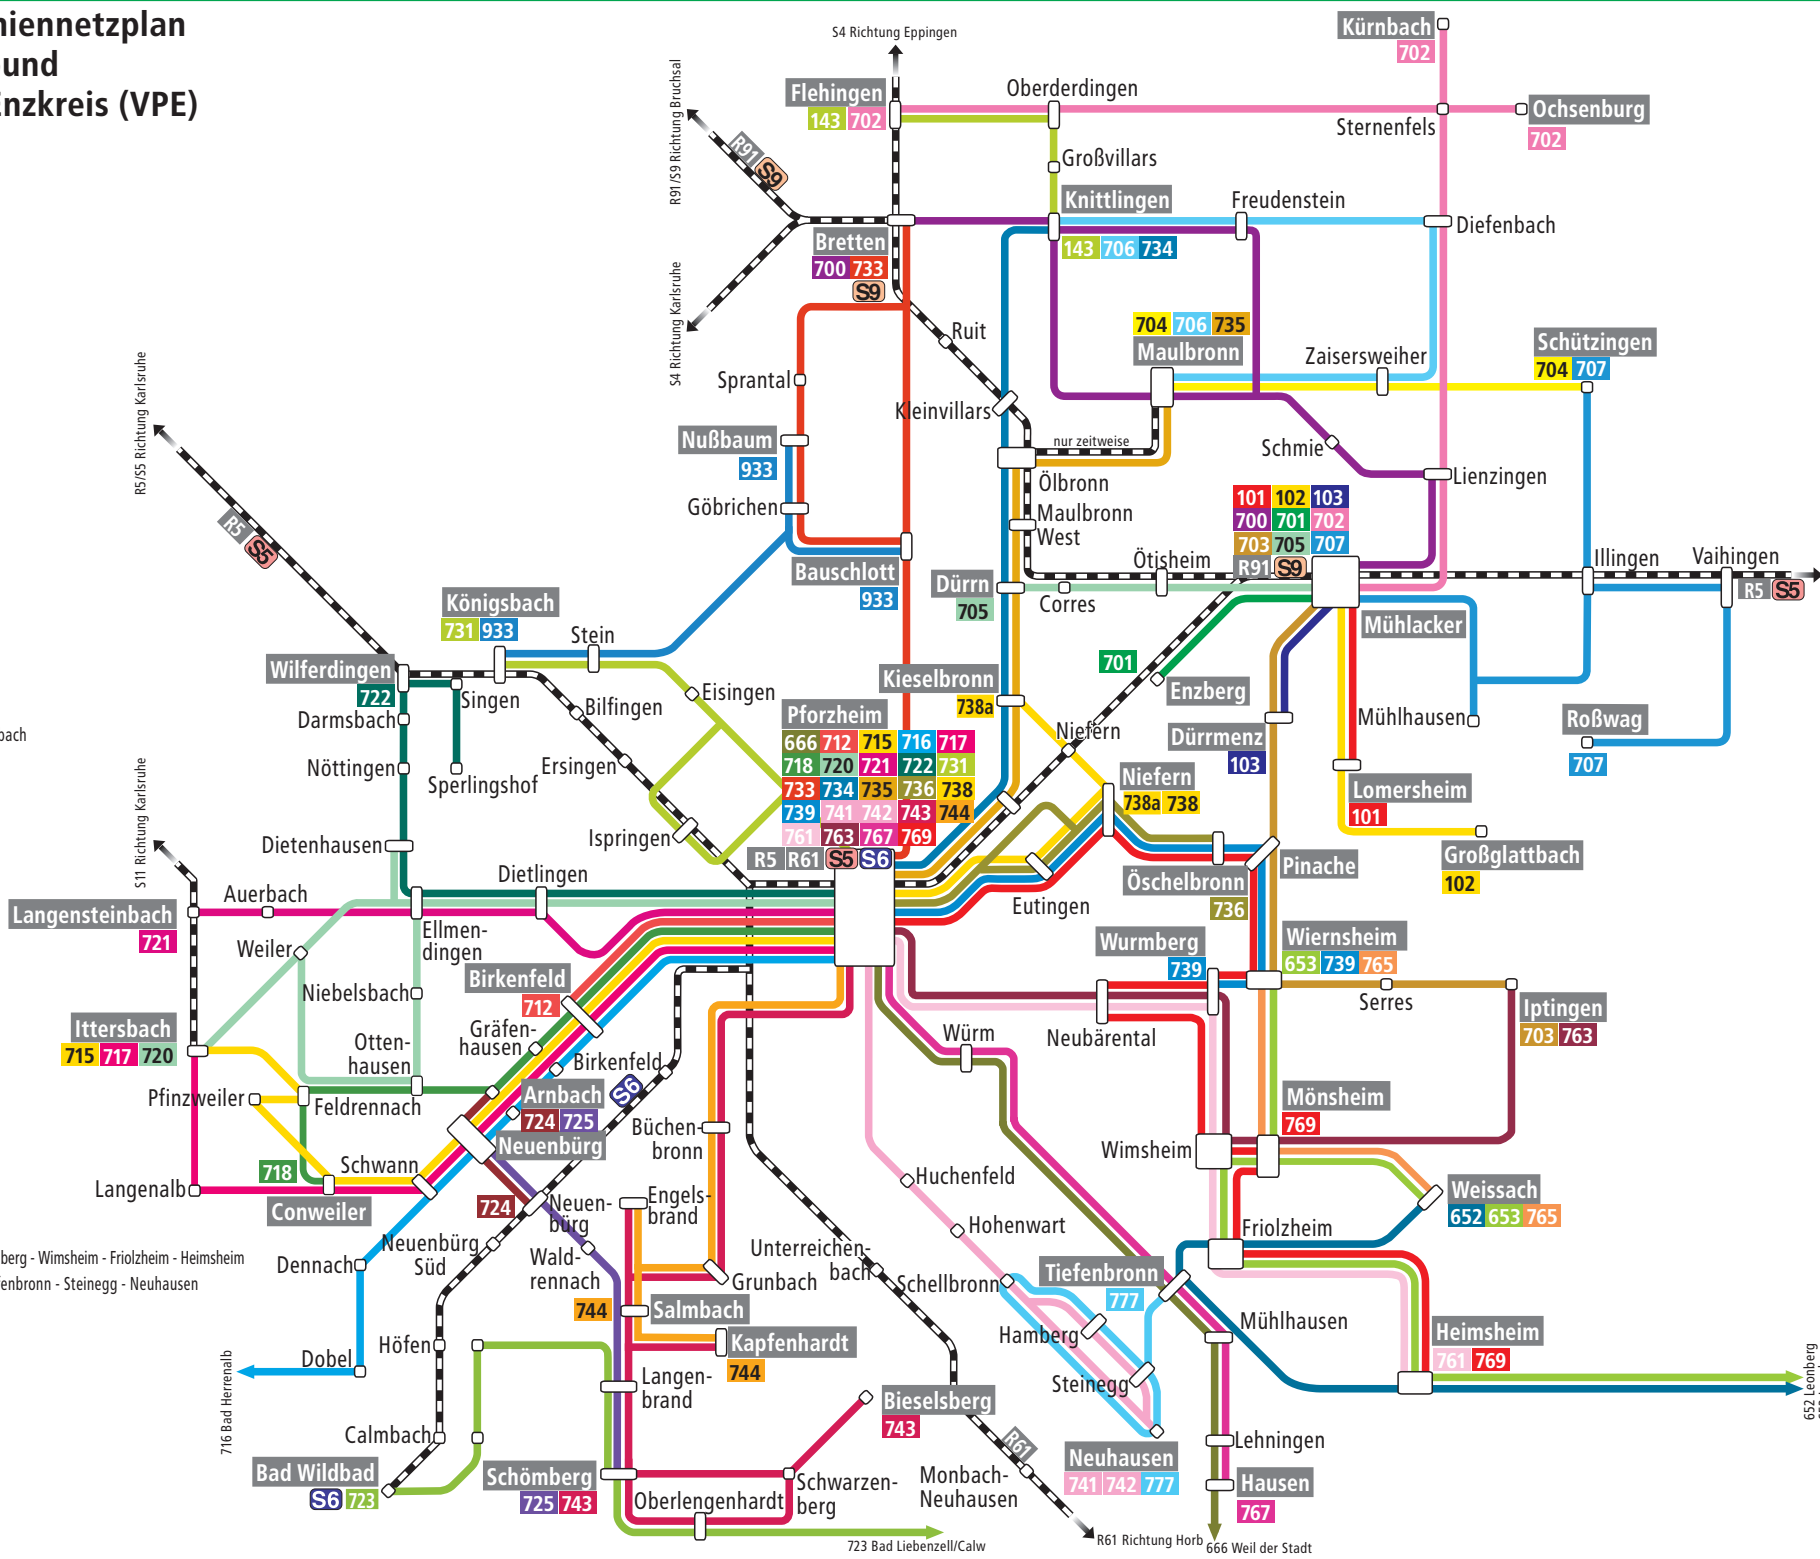 niennetzplan
und
Enzkreis (VPE)
S4 Richtung Eppingen
Kürnbach
702
R91/S9 Richtung Bruchsal
R91 S9
Flehingen
143 702
Oberderdingen
Sternenfels
Ochsenburg
702
Großvillars
Knittlingen
143 706 734
Freudenstein
Diefenbach
Bretten
700 733
S9
S4 Richtung Karlsruhe
Ruit
704 706 735
Maulbronn
Zaisersweiher
Schützingen
704 707
R5/S5 Richtung Karlsruhe
R5 S5
Sprantal
Kleinvillars
Nußbaum
933
nur zeitweise
Schmie
Lienzingen
Ölbronn
Göbrichen
Maulbronn
West
101 102 103
700 701 702
703 705 707
R91 S9
Ötisheim
Illingen
Vaihingen
R5 S5
Bauschlott
933
Dürrn
705
Corres
Mühlacker
Königsbach
731 933
Stein
Wilferdingen
722
Singen
Eisingen
Kieselbronn
738a
701
Enzberg
Darmsbach
Bilfingen
Pforzheim
666 712 715 716 717
718 720 721 722 731
733 734 735 736 738
739 741 742 743 744
761 763 767 769
R5 R61 S5 S6
Niefern
Dürrmenz
103
Mühlhausen
Roßwag
707
bach
Nöttingen
Sperlingshof
Ersingen
Niefern
738a 738
Lomersheim
101
S11 Richtung Karlsruhe
Dietenhausen
Ispringen
Pinache
Großglattbach
102
Auerbach
Dietlingen
Öschelbronn
736
Langensteinbach
721
Ellmen-
dingen
Eutingen
Weiler
Birkenfeld
712
Wurmberg
739
Wiernsheim
653 739 765
Niebelsbach
Serres
Iptingen
703 763
Ittersbach
715 717 720
Gräfen-
hausen
Otten-
hausen
Würm
Neubärental
Birkenfeld
S6
Pfinzweiler
Feldrennach
Arnbach
724 725
Neuenbürg
Büchen-
bronn
Mönsheim
769
Wimsheim
718
Schwann
Langenalb
Conweiler
Huchenfeld
Weissach
652 653 765
724
Neuen-
bürg
Engels-
brand
Hohenwart
Friolzheim
Neuenbürg
Süd
Wald-
rennach
Unterreichen-
bach
berg - Wimsheim - Friolzheim - Heimsheim
fenbronn - Steinegg - Neuhausen
Dennach
Grunbach
Schellbronn
Tiefenbronn
777
744
Salmbach
Hamberg
Mühlhausen
Höfen
Kapfenhardt
744
Heimsheim
761 769
Dobel
716 Bad Herrenalb
Langen-
brand
Steinegg
Bieselsberg
743
652 Leonberg
Calmbach
R61
Lehningen
Bad Wildbad
S6 723
Schömberg
725 743
Schwarzen-
berg
Monbach-
Neuhausen
Neuhausen
741 742 777
Hausen
767
Oberlengenhardt
723 Bad Liebenzell/Calw
R61 Richtung Horb
666 Weil der Stadt